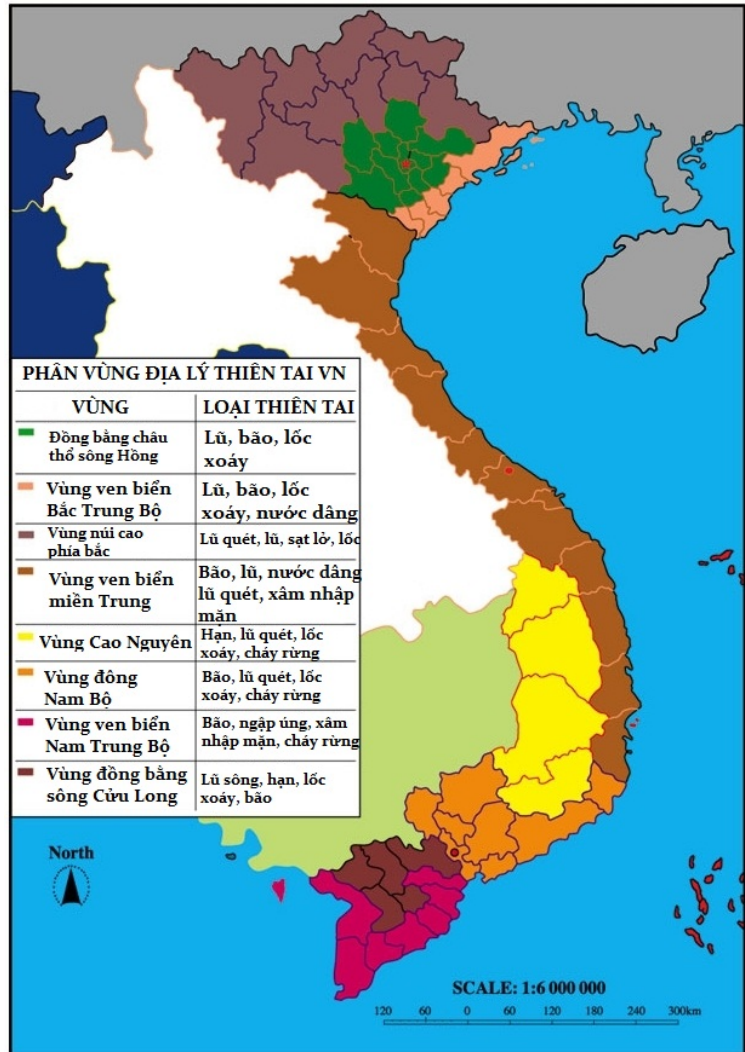 PHÂN VÙNG ĐỊA LÝ THIÊN TAI VN
VÙNG
LOẠI THIÊN TAI
Đồng bằng châu
thổ sông Hồng
Lũ, bão, lốc
xoáy
Vùng ven biển
Bắc Trung Bộ
Lũ, bão, lốc
xoáy, nước dâng
Vùng núi cao
phía bắc
Lũ quét, lũ, sạt lở, lốc
Vùng ven biển
miền Trung
Bão, lũ, nước dâng
lũ quét, xâm nhập
mặn
Vùng Cao Nguyên
Hạn, lũ quét, lốc
xoáy, cháy rừng
Vùng đông
Nam Bộ
Bão, lũ quét, lốc
xoáy, cháy rừng
Vùng ven biển
Nam Trung Bộ
Bão, ngập úng, xâm
nhập mặn, cháy rừng
Vùng đồng bằng
sông Cửu Long
Lũ sông, hạn, lốc
xoáy, bão
North
SCALE: 1:6 000 000
120 60 0 60 120 180 240 300km